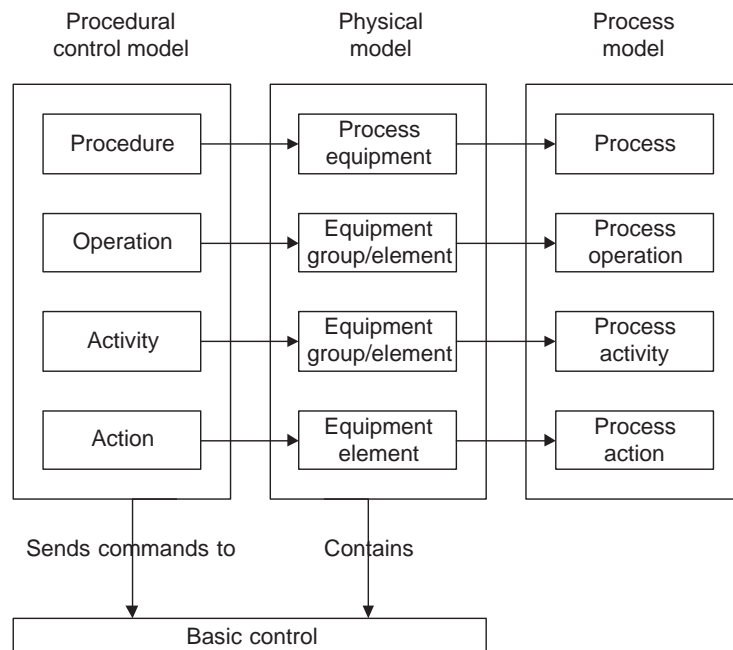 Procedural
control model
Physical
model
Process
model
Procedure
Process
equipment
Process
Operation
Equipment
group/element
Process
operation
Activity
Equipment
group/element
Process
activity
Action
Equipment
element
Process
action
Sends commands to
Contains
Basic control